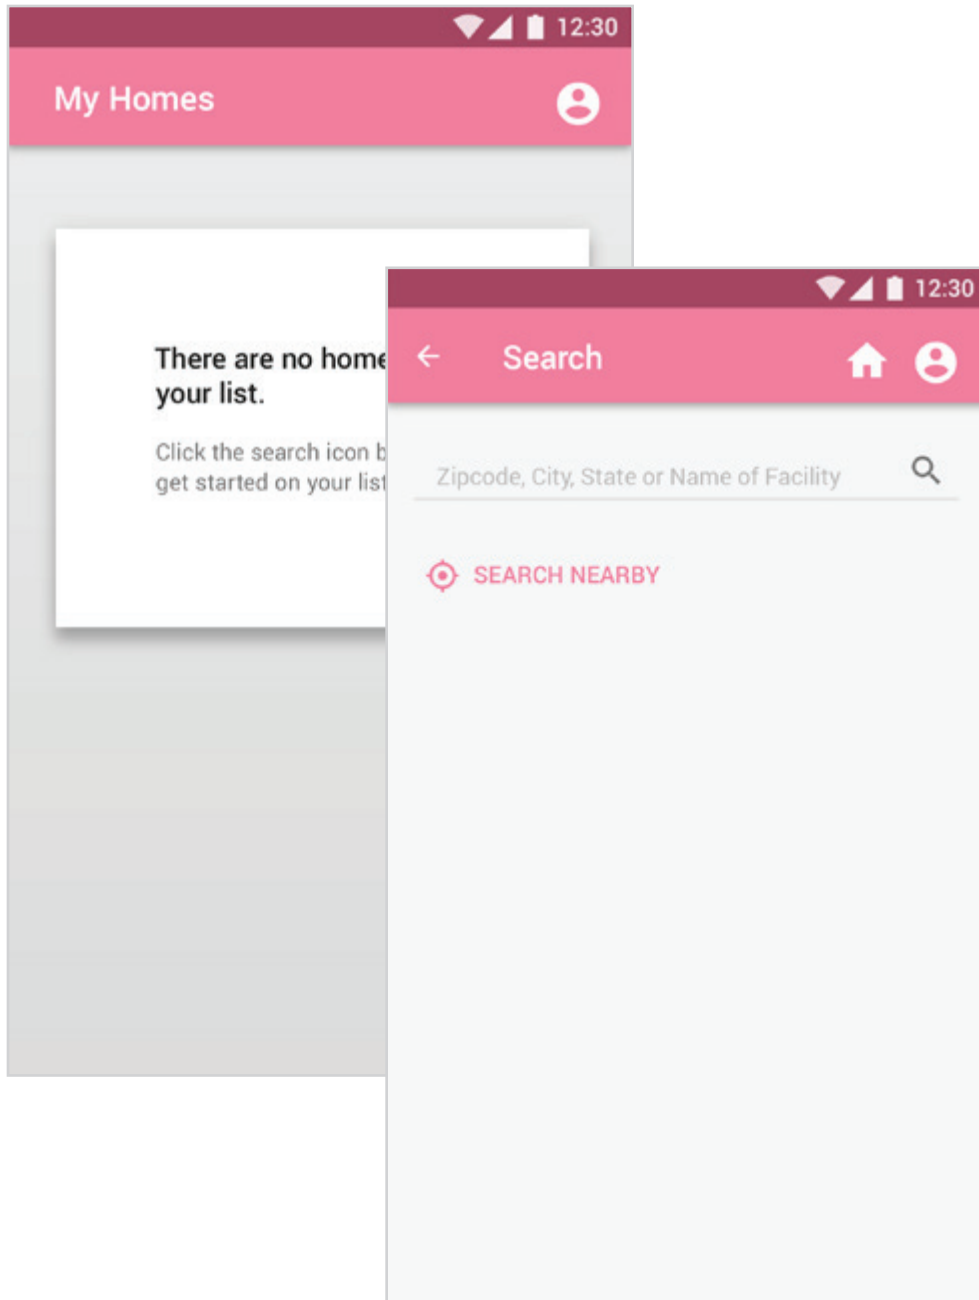 12:30
My Homes
There are no home
your list.
Click the search icon b
get started on your list
12:30
Search
Zipcode, City, State or Name of Facility
SEARCH NEARBY